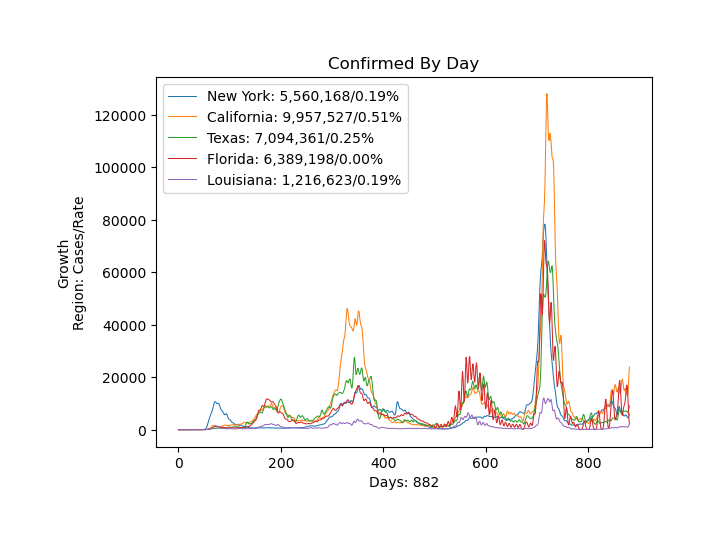 Confirmed By Day
New York: 5,560,168/0.19%
California: 9,957,527/0.51%
Texas: 7,094,361/0.25%
Florida: 6,389,198/0.00%
Louisiana: 1,216,623/0.19%
Growth
Region: Cases/Rate
120000
100000
80000
60000
40000
20000
0
0 200 400 600 800
Days: 882